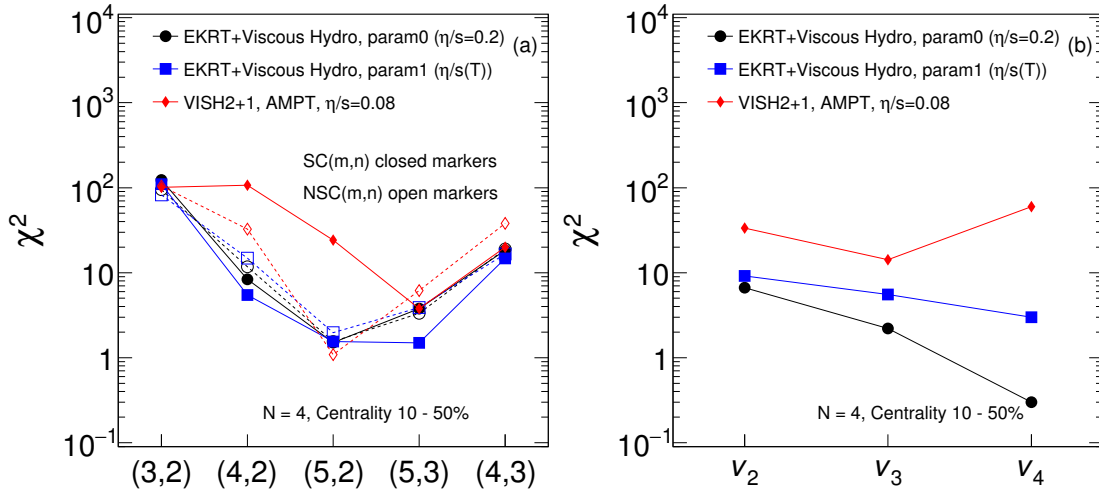 EKRT+Viscous Hydro, param0 (η/s=0.2) (a)
EKRT+Viscous Hydro, param1 (η/s(T))
VISH2+1, AMPT, η/s=0.08
SC(m,n) closed markers
NSC(m,n) open markers
N = 4, Centrality 10 - 50%
χ²
10⁴
10³
10²
10
1
10⁻¹
(3,2) (4,2) (5,2) (5,3) (4,3)
EKRT+Viscous Hydro, param0 (η/s=0.2) (b)
EKRT+Viscous Hydro, param1 (η/s(T))
VISH2+1, AMPT, η/s=0.08
N = 4, Centrality 10 - 50%
χ²
10⁴
10³
10²
10
1
10⁻¹
v₂ v₃ v₄